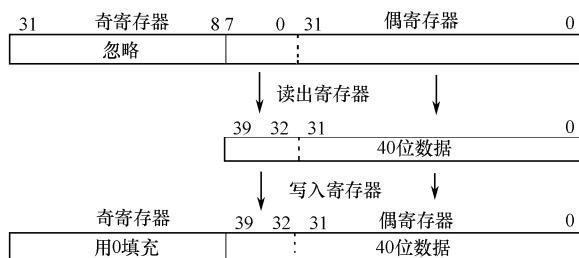 31 奇寄存器 8 7 0 31 偶寄存器 0
忽略
读出寄存器
39 32 31 0
40位数据
写入寄存器
奇寄存器 39 32 31 偶寄存器 0
用0填充 40位数据